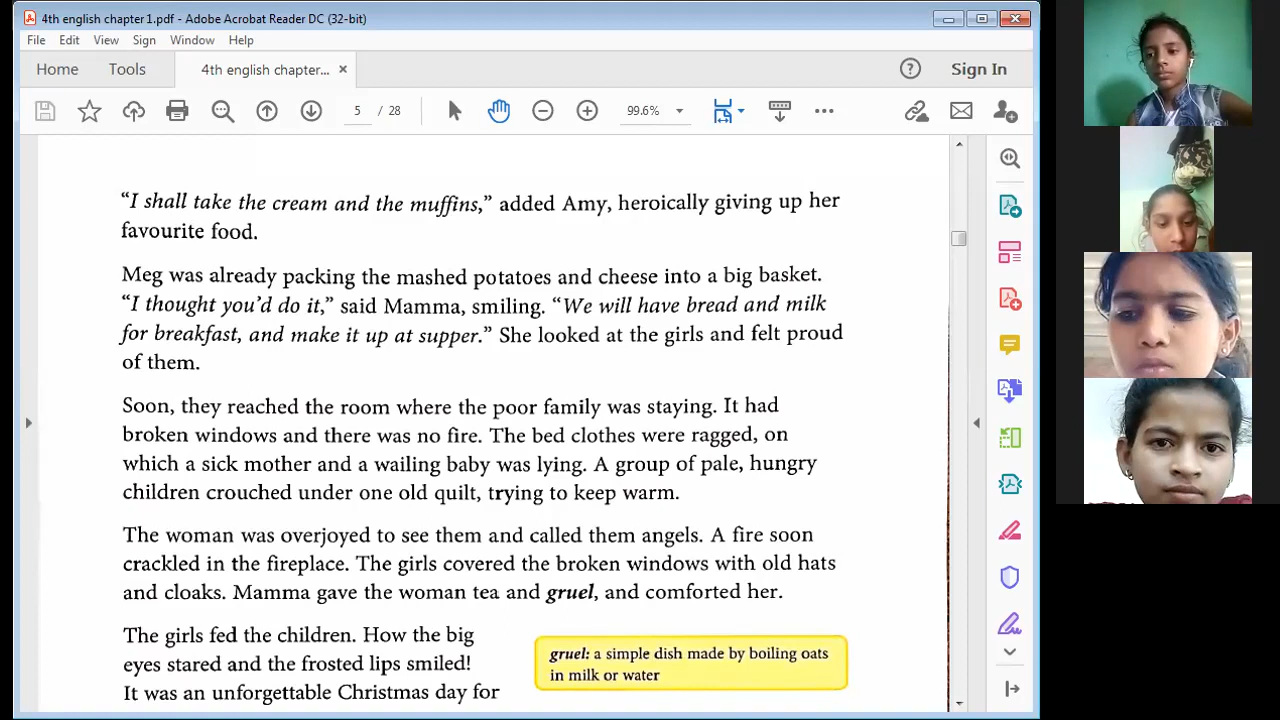 4th english chapter 1.pdf - Adobe Acrobat Reader DC (32-bit)
File Edit View Sign Window Help
Home Tools 4th english chapter... Sign In
5 / 28 99.6%
“I shall take the cream and the muffins,” added Amy, heroically giving up her
favourite food.
Meg was already packing the mashed potatoes and cheese into a big basket.
“I thought you’d do it,” said Mamma, smiling. “We will have bread and milk
for breakfast, and make it up at supper.” She looked at the girls and felt proud
of them.
Soon, they reached the room where the poor family was staying. It had
broken windows and there was no fire. The bed clothes were ragged, on
which a sick mother and a wailing baby was lying. A group of pale, hungry
children crouched under one old quilt, trying to keep warm.
The woman was overjoyed to see them and called them angels. A fire soon
crackled in the fireplace. The girls covered the broken windows with old hats
and cloaks. Mamma gave the woman tea and gruel, and comforted her.
The girls fed the children. How the big
eyes stared and the frosted lips smiled!
It was an unforgettable Christmas day for
gruel: a simple dish made by boiling oats
in milk or water